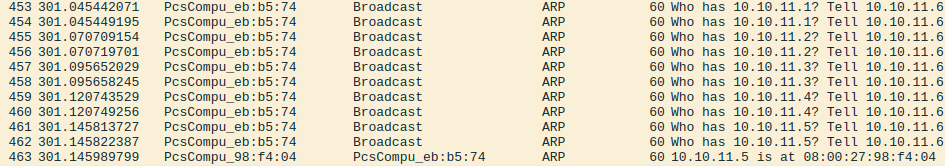 453 301.045442071 PcsCompu_eb:b5:74 Broadcast ARP 60 Who has 10.10.11.1? Tell 10.10.11.6
454 301.045449195 PcsCompu_eb:b5:74 Broadcast ARP 60 Who has 10.10.11.1? Tell 10.10.11.6
455 301.070709154 PcsCompu_eb:b5:74 Broadcast ARP 60 Who has 10.10.11.2? Tell 10.10.11.6
456 301.070719701 PcsCompu_eb:b5:74 Broadcast ARP 60 Who has 10.10.11.2? Tell 10.10.11.6
457 301.095652029 PcsCompu_eb:b5:74 Broadcast ARP 60 Who has 10.10.11.3? Tell 10.10.11.6
458 301.095658245 PcsCompu_eb:b5:74 Broadcast ARP 60 Who has 10.10.11.3? Tell 10.10.11.6
459 301.120743529 PcsCompu_eb:b5:74 Broadcast ARP 60 Who has 10.10.11.4? Tell 10.10.11.6
460 301.120749256 PcsCompu_eb:b5:74 Broadcast ARP 60 Who has 10.10.11.4? Tell 10.10.11.6
461 301.145813727 PcsCompu_eb:b5:74 Broadcast ARP 60 Who has 10.10.11.5? Tell 10.10.11.6
462 301.145822387 PcsCompu_eb:b5:74 Broadcast ARP 60 Who has 10.10.11.5? Tell 10.10.11.6
463 301.145989799 PcsCompu_98:f4:04 PcsCompu_eb:b5:74 ARP 60 10.10.11.5 is at 08:00:27:98:f4:04